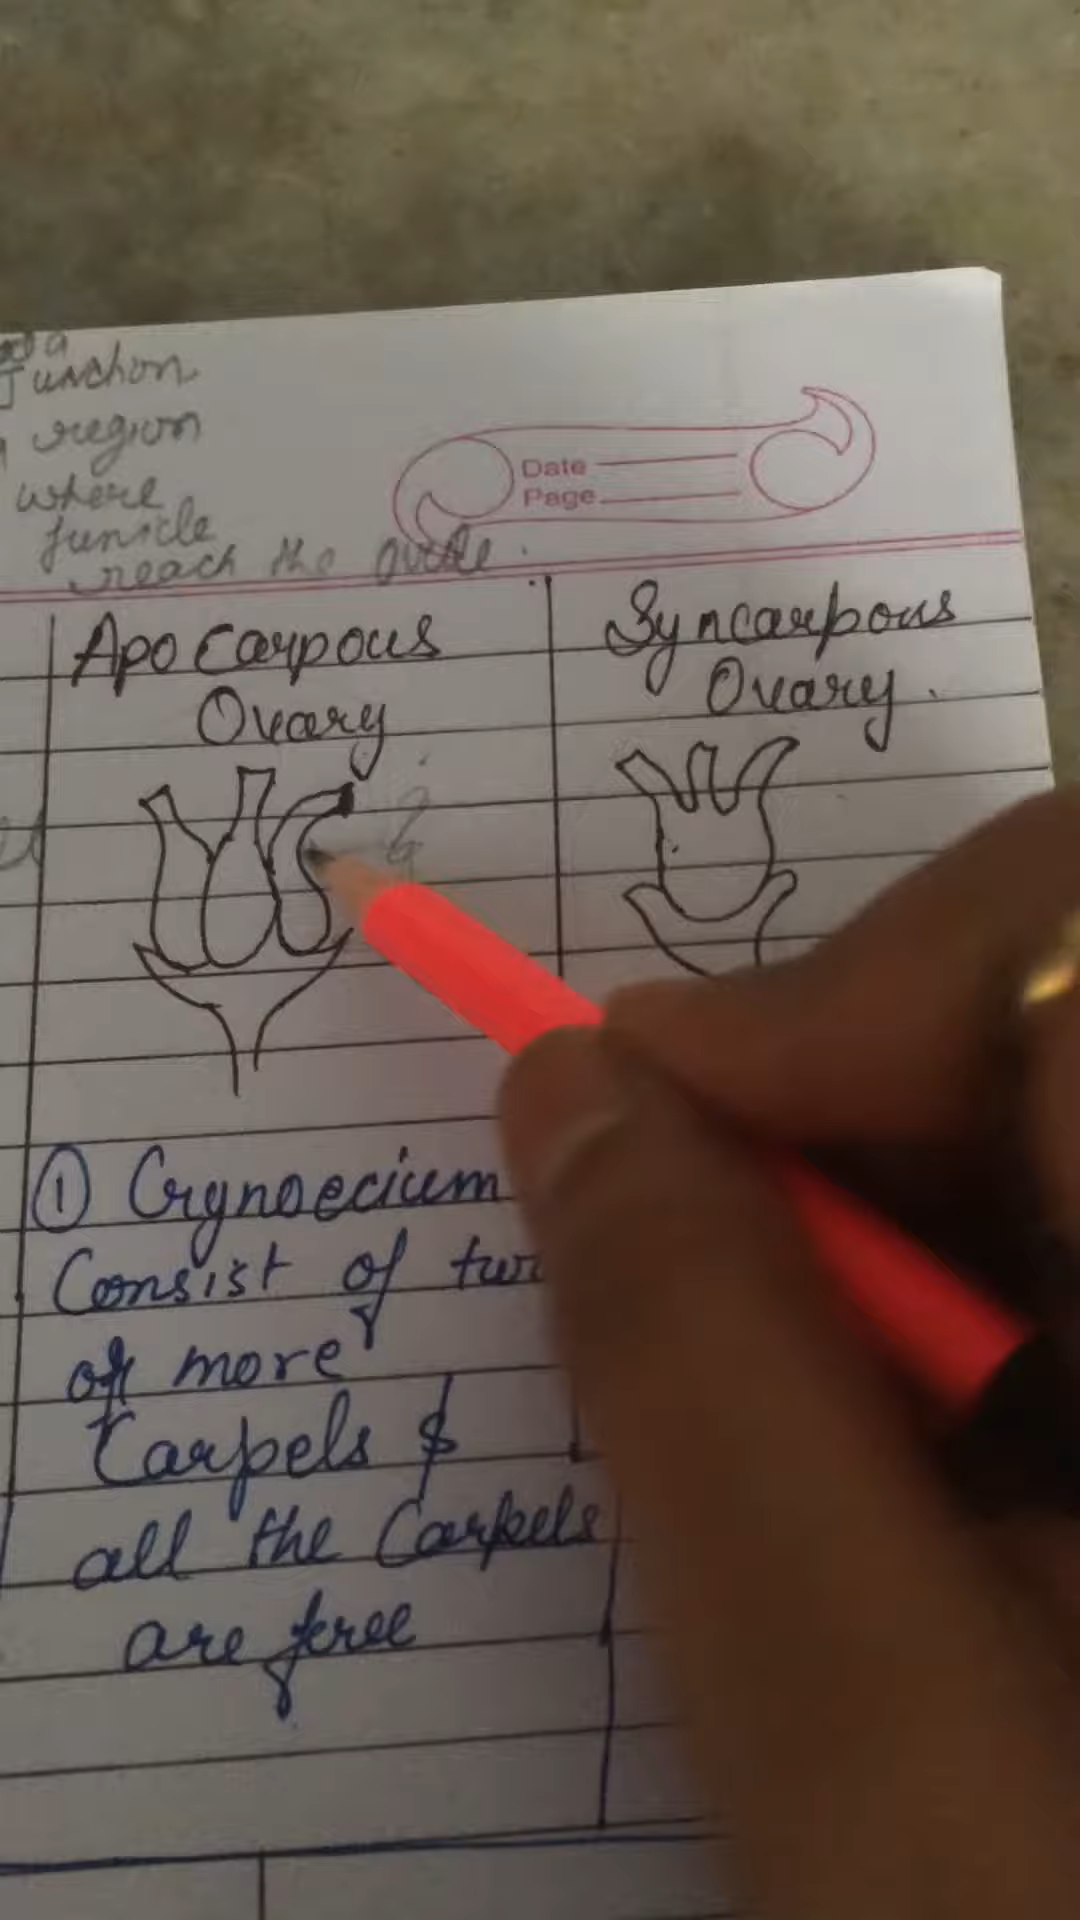 Junction
region
where
funicle
reach the
Date
Page
Apocarpous
Ovary
Syncarpous
Ovary.
① Gynoecium
Consist of
or more
Carpels &
all the Carpels
are free